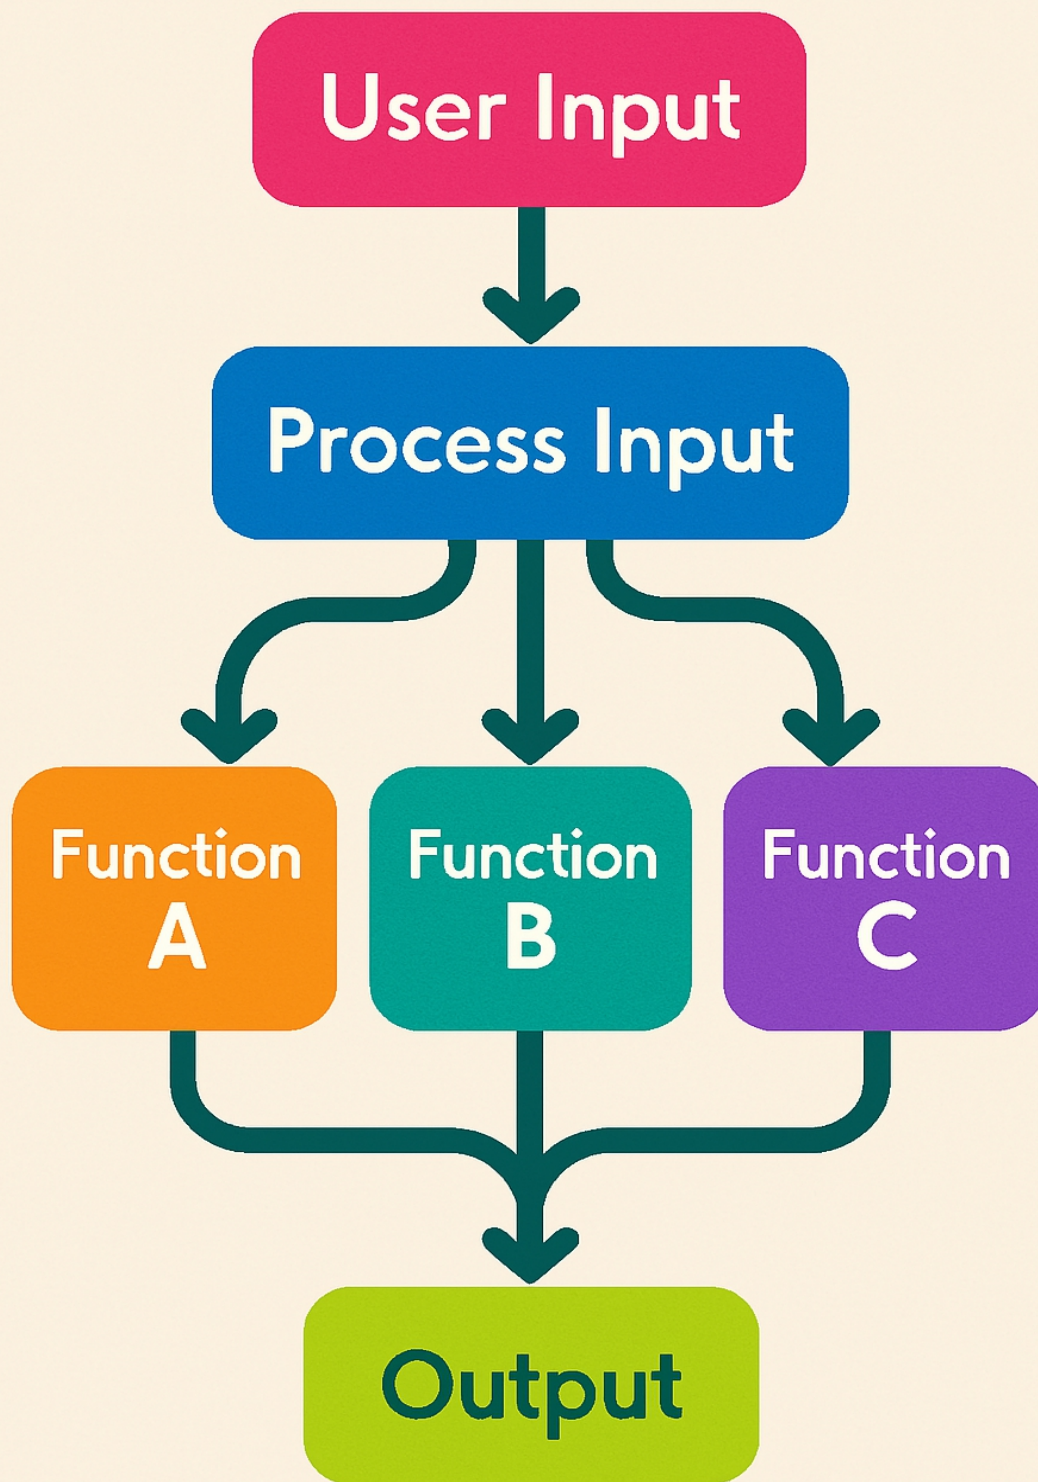 User Input
Process Input
Function
A
Function
B
Function
C
Output